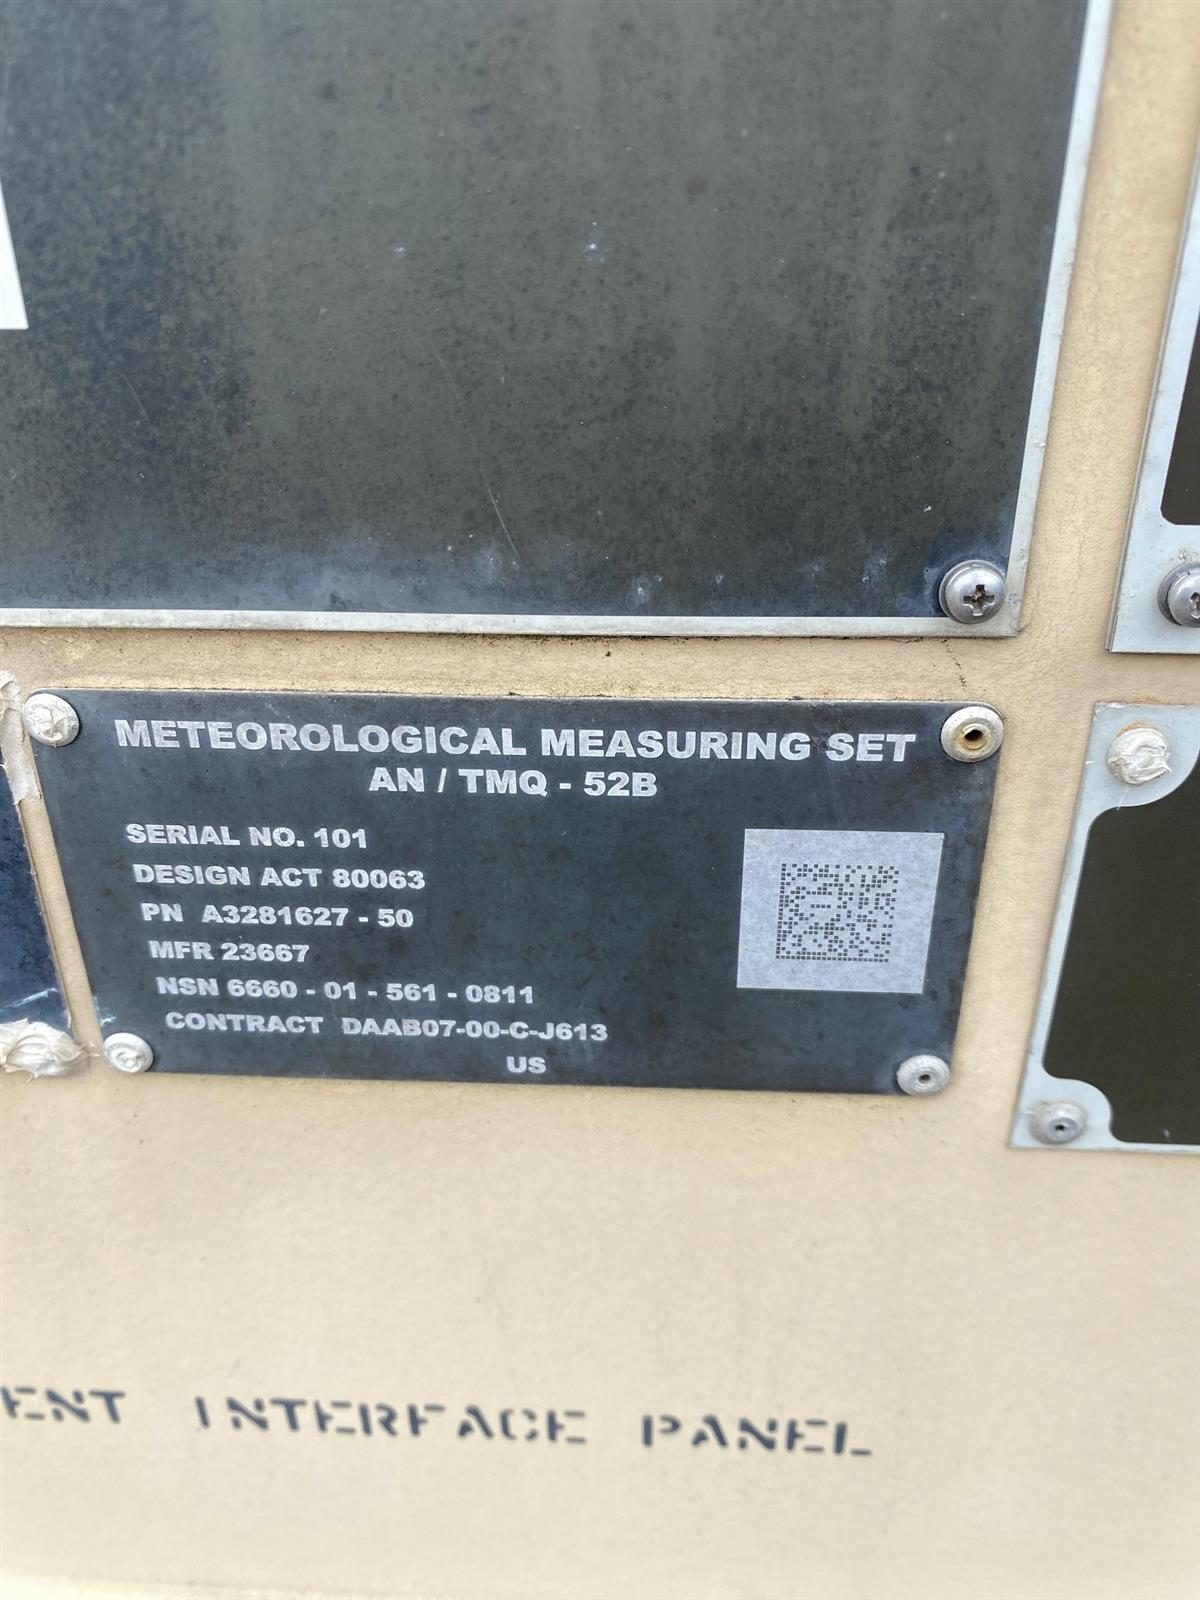 METEOROLOGICAL MEASURING SET
AN / TMQ - 52B
SERIAL NO. 101
DESIGN ACT 80063
PN A3281627 - 50
MFR 23667
NSN 6660 - 01 - 561 - 0811
CONTRACT DAAB07-00-C-J613
US
ENT INTERFACE PANEL